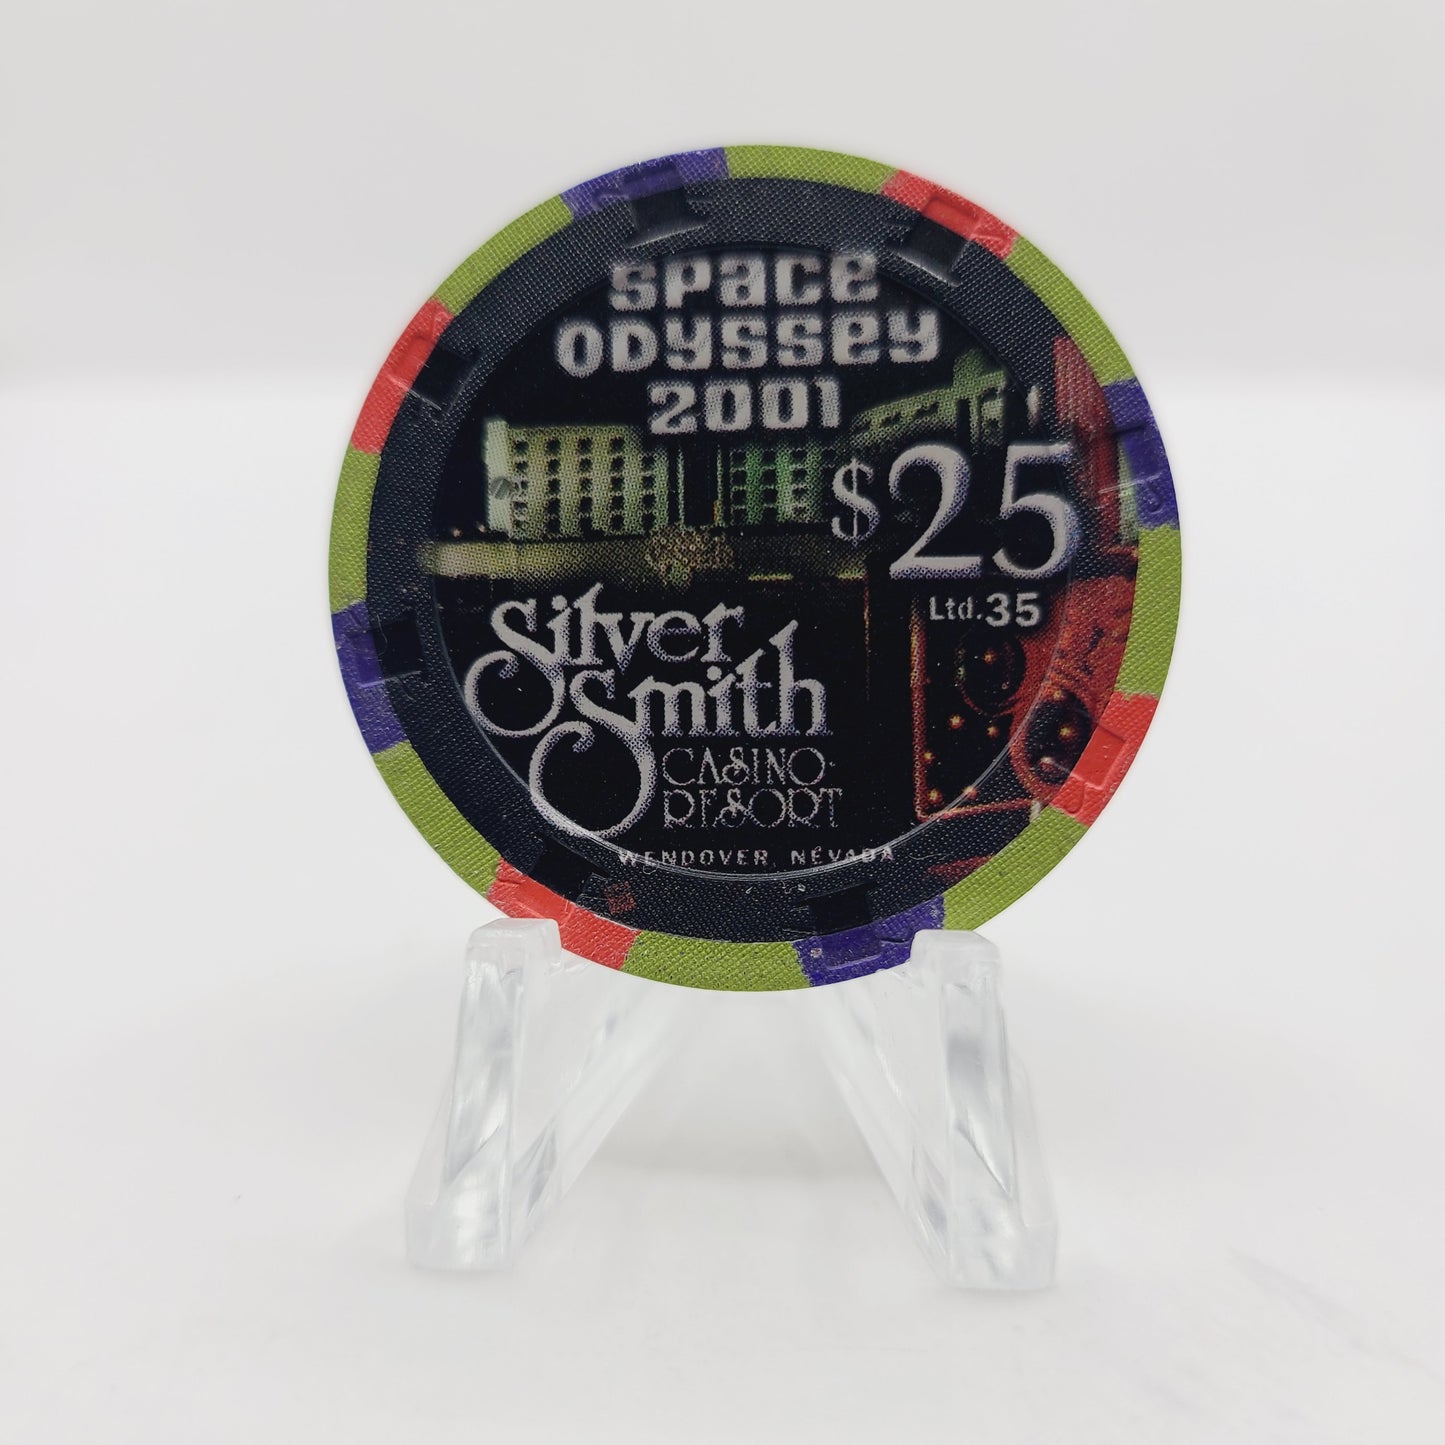 SPACE
ODYSSEY
2001
$25
Ltd.35
Silver
Smith
CASINO
RESORT
WENDOVER, NEVADA